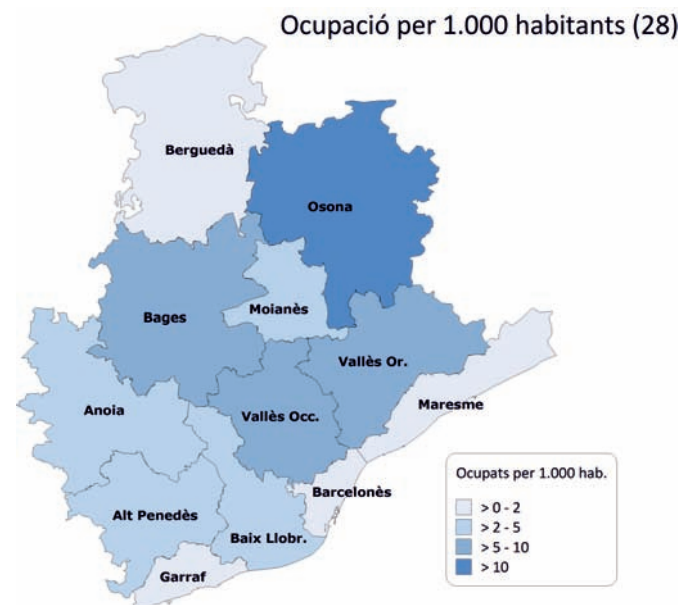 Ocupació per 1.000 habitants (28)
Berguedà
Osona
Bages
Moianès
Vallès Or.
Anoia
Vallès Occ.
Maresme
Barcelonès
Alt Penedès
Baix Llobr.
Garraf
Ocupats per 1.000 hab.
> 0 - 2
> 2 - 5
> 5 - 10
> 10